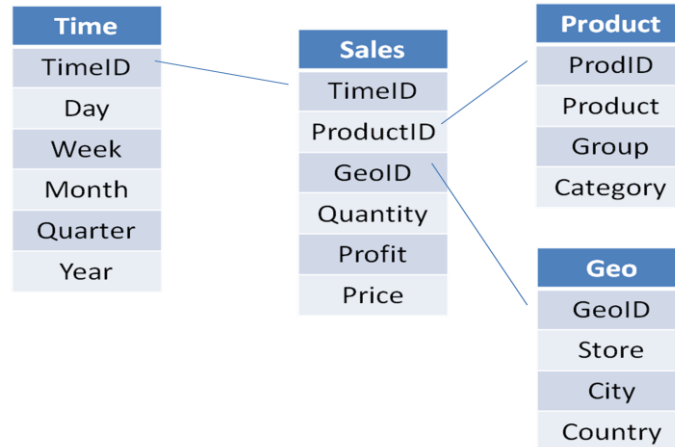 Time
TimeID
Day
Week
Month
Quarter
Year
Sales
TimeID
ProductID
GeoID
Quantity
Profit
Price
Product
ProdID
Product
Group
Category
Geo
GeoID
Store
City
Country